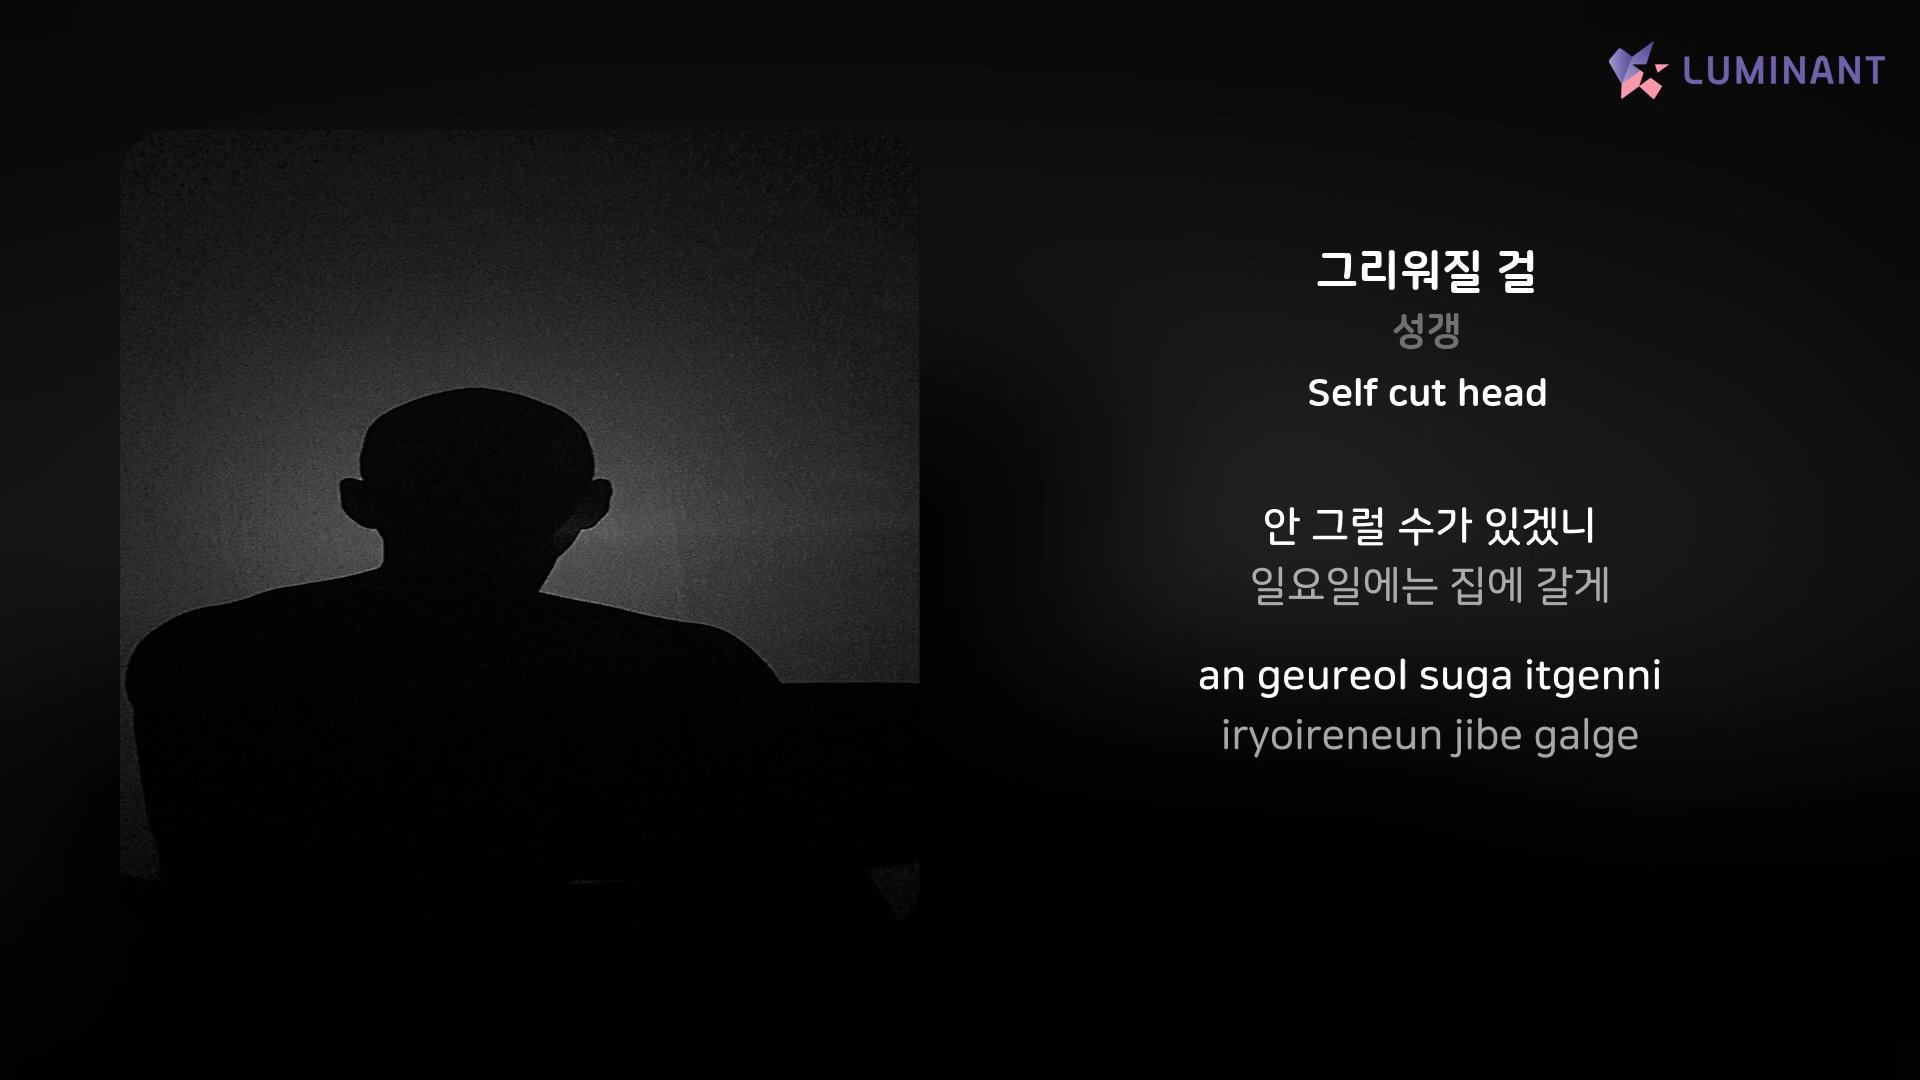 LUMINANT
그리워질 걸
성갱
Self cut head
안 그럴 수가 있겠니
일요일에는 집에 갈게
an geureol suga itgenni
iryoireneun jibe galge